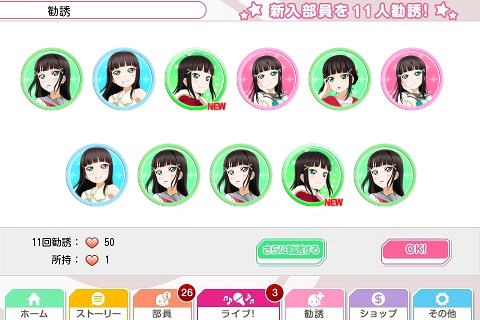 勧誘
新入部員を11人勧誘!
NEW
NEW
11回勧誘: 50
所持: 1
さらに勧誘する
OK!
26
3
ホーム
ストーリー
部員
ライブ!
勧誘
ショップ
その他